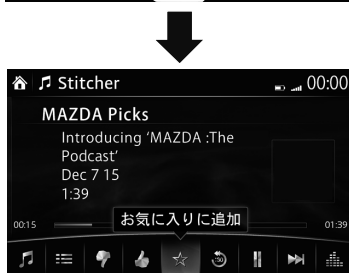 Stitcher
00:00
MAZDA Picks
Introducing ‘MAZDA :The
Podcast’
Dec 7 15
1:39
お気に入りに追加
00:15
01:39
30